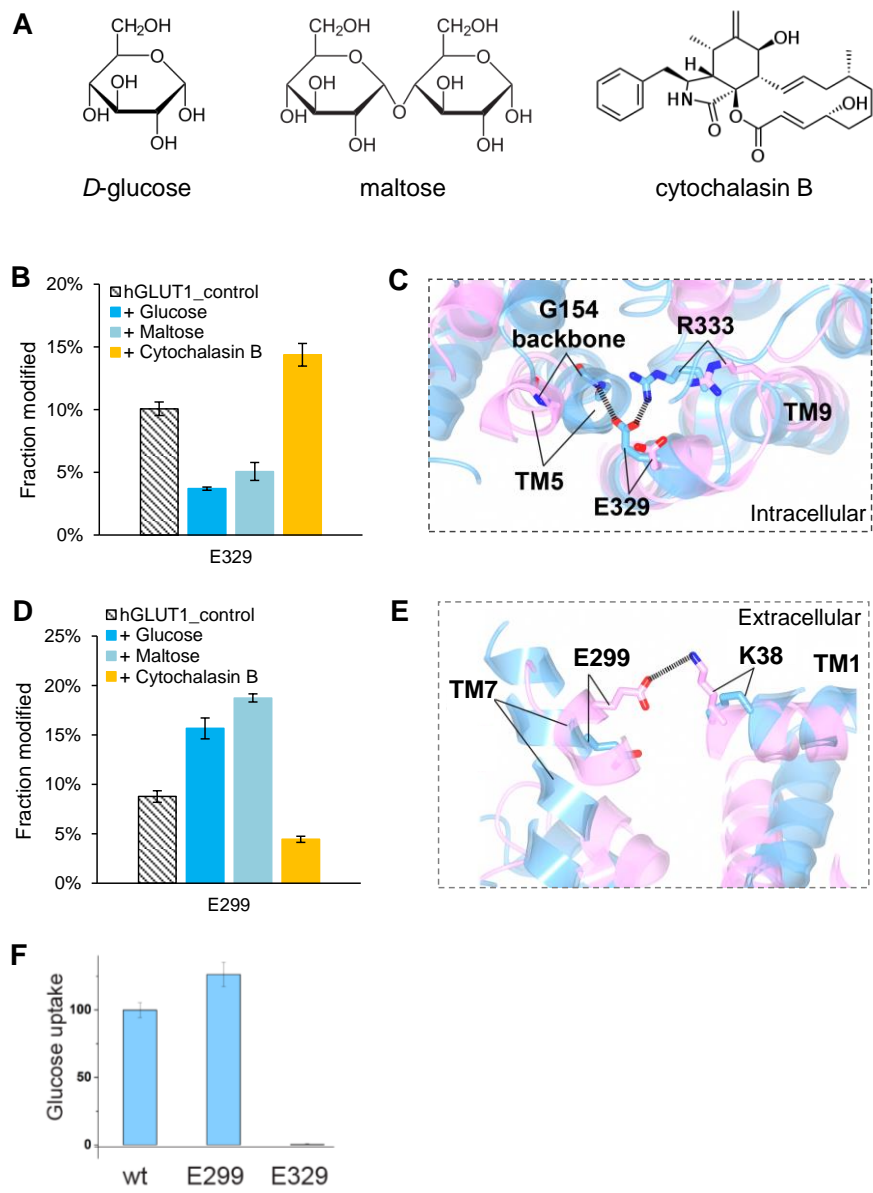 A
CH2OH
O
OH
OH
OH
OH
D-glucose
CH2OH
O
OH
OH
OH
O
CH2OH
O
OH
OH
OH
maltose
OH
H
HN
O
O
O
OH
cytochalasin B
B
20%
15%
10%
5%
0%
Fraction modified
hGLUT1_control
+ Glucose
+ Maltose
+ Cytochalasin B
E329
C
G154
backbone
R333
TM9
TM5
E329
Intracellular
D
25%
20%
15%
10%
5%
0%
Fraction modified
hGLUT1_control
+ Glucose
+ Maltose
+ Cytochalasin B
E299
E
Extracellular
E299
K38
TM1
TM7
F
Glucose uptake
100
50
0
wt
E299
E329